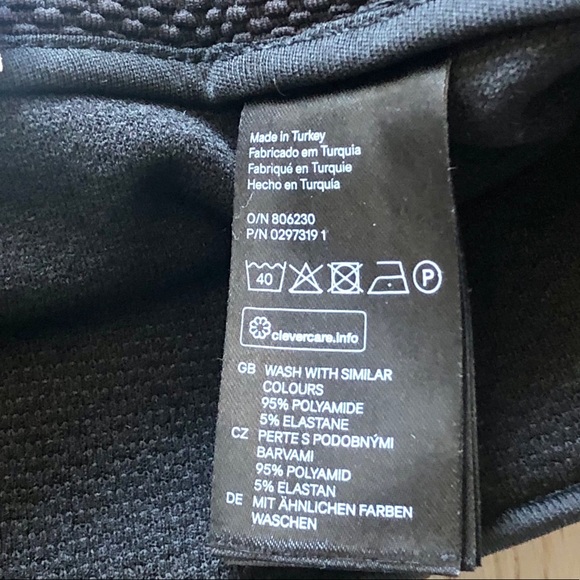 Made in Turkey
Fabricado em Turquia
Fabriqué en Turquie
Hecho en Turquía
O/N 806230
P/N 0297319 1
40 P
clevercare.info
GB WASH WITH SIMILAR
COLOURS
95% POLYAMIDE
5% ELASTANE
CZ PERTE S PODOBNÝMI
BARVAMI
95% POLYAMID
5% ELASTAN
DE MIT ÄHNLICHEN FARBEN
WASCHEN